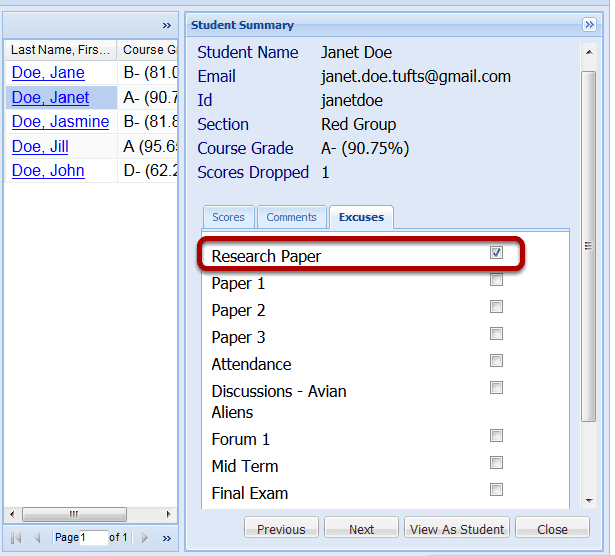 »
Student Summary
»
Last Name, Firs...
Course Gr
Doe, Jane
B- (81.0
Doe, Janet
A- (90.7
Doe, Jasmine
B- (81.8
Doe, Jill
A (95.65
Doe, John
D- (62.2
Student Name
Janet Doe
Email
janet.doe.tufts@gmail.com
Id
janetdoe
Section
Red Group
Course Grade
A- (90.75%)
Scores Dropped
1
Scores
Comments
Excuses
Research Paper
Paper 1
Paper 2
Paper 3
Attendance
Discussions - Avian
Aliens
Forum 1
Mid Term
Final Exam
Page 1 of 1
»
Previous
Next
View As Student
Close